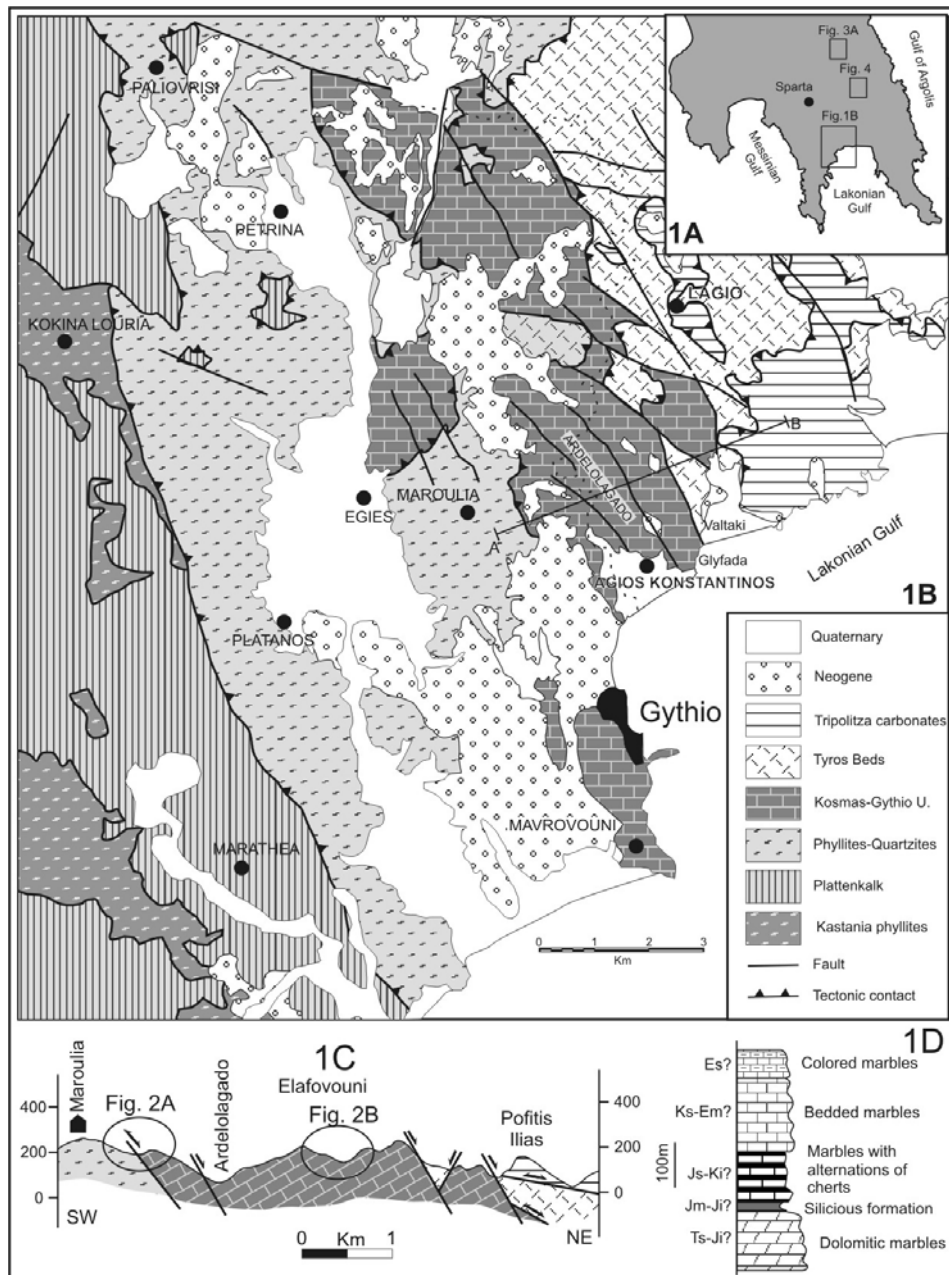 PALIOVRISI
PETRINA
KOKINA LOURIA
LAGIO
ARDELOLAGADO
MAROULIA
EGIES
A
B
Valtaki
Glyfada
AGIOS KONSTANTINOS
Lakonian Gulf
PLATANOS
Gythio
MAVROVOUNI
MARATHEA
0 1 2 3
Km
Fig. 3A
Fig. 4
Sparta
Fig.1B
Gulf of Argolis
Messinian
Gulf
Lakonian
Gulf
1A
1B
Quaternary
Neogene
Tripolitza carbonates
Tyros Beds
Kosmas-Gythio U.
Phyllites-Quartzites
Plattenkalk
Kastania phyllites
Fault
Tectonic contact
1C
Maroulia
Fig. 2A
Ardelolagado
Elafovouni
Fig. 2B
Pofitis
Ilias
400
200
0
400
200
0
SW
NE
0 Km 1
1D
Es?
Colored marbles
Ks-Em?
Bedded marbles
100m
Js-Ki?
Marbles with
alternations of
cherts
Jm-Ji?
Silicious formation
Ts-Ji?
Dolomitic marbles